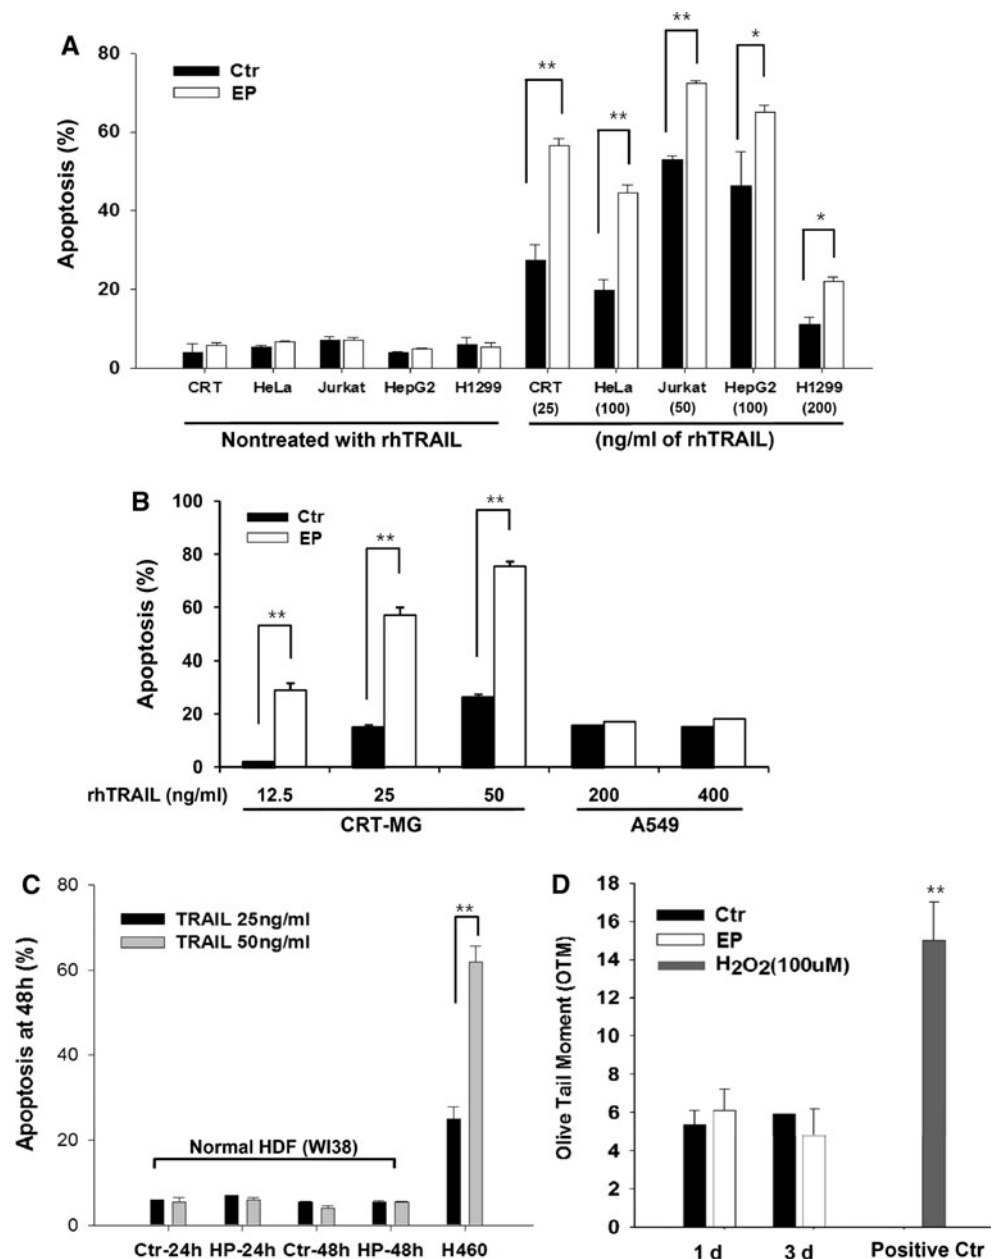 A
Apoptosis (%)
80
60
40
20
0
Ctr
EP
**
**
**
*
*
CRT HeLa Jurkat HepG2 H1299 CRT HeLa Jurkat HepG2 H1299
(25) (100) (50) (100) (200)
Nontreated with rhTRAIL (ng/ml of rhTRAIL)
B
Apoptosis (%)
100
80
60
40
20
0
Ctr
EP
**
**
**
rhTRAIL (ng/ml) 12.5 25 50 200 400
CRT-MG A549
C
Apoptosis at 48h (%)
80
60
40
20
0
TRAIL 25ng/ml
TRAIL 50ng/ml
**
Normal HDF (WI38)
Ctr-24h HP-24h Ctr-48h HP-48h H460
D
Olive Tail Moment (OTM)
18
16
14
12
10
8
6
4
2
0
Ctr
EP
H2O2(100uM)
**
1 d 3 d Positive Ctr